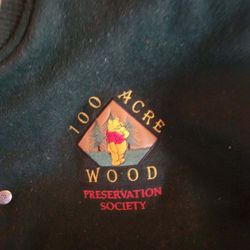 100 ACRE
WOOD
PRESERVATION
SOCIETY